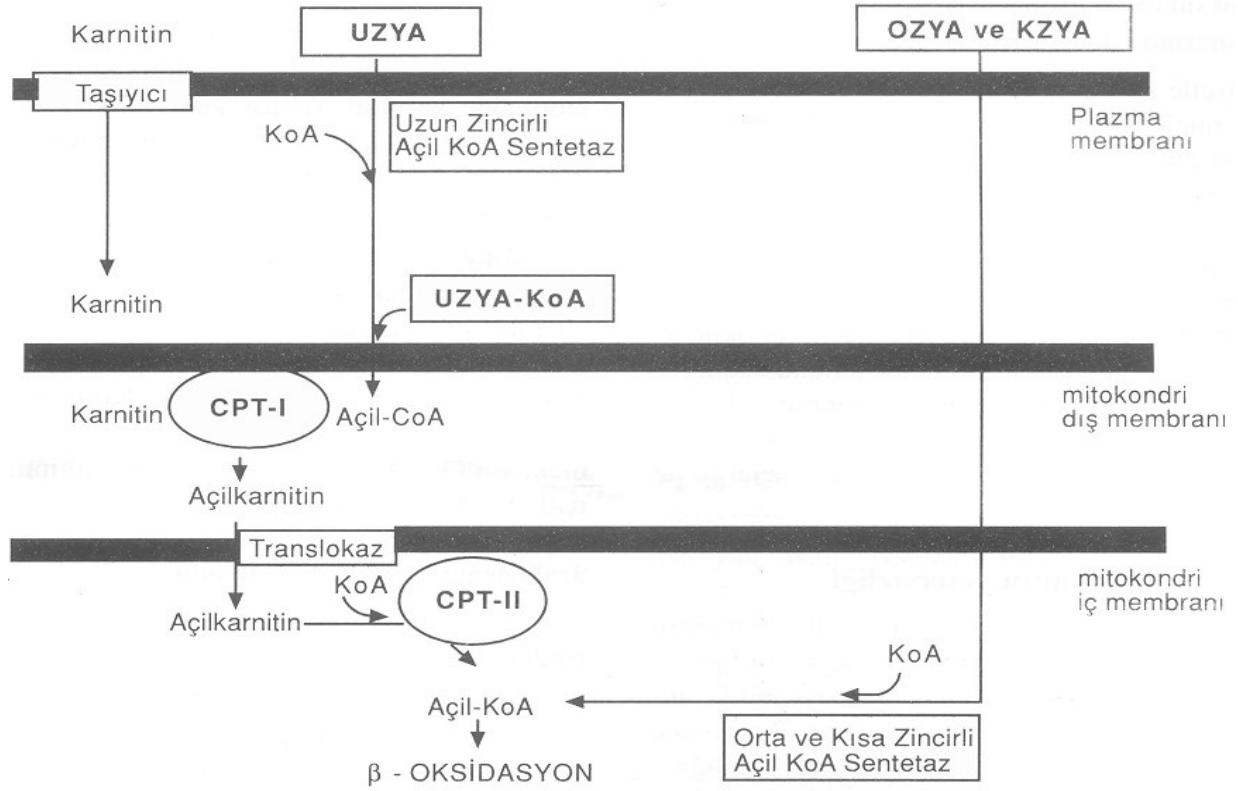 Karnitin
UZYA
OZYA ve KZYA
Taşıyıcı
KoA
Uzun Zincirli
Açil KoA Sentetaz
Plazma
membranı
Karnitin
UZYA-KoA
Karnitin
CPT-I
Açil-CoA
mitokondri
dış membranı
Açilkarnitin
Translokaz
KoA
CPT-II
mitokondri
iç membranı
Açilkarnitin
KoA
Açil-KoA
Orta ve Kısa Zincirli
Açil KoA Sentetaz
β - OKSİDASYON